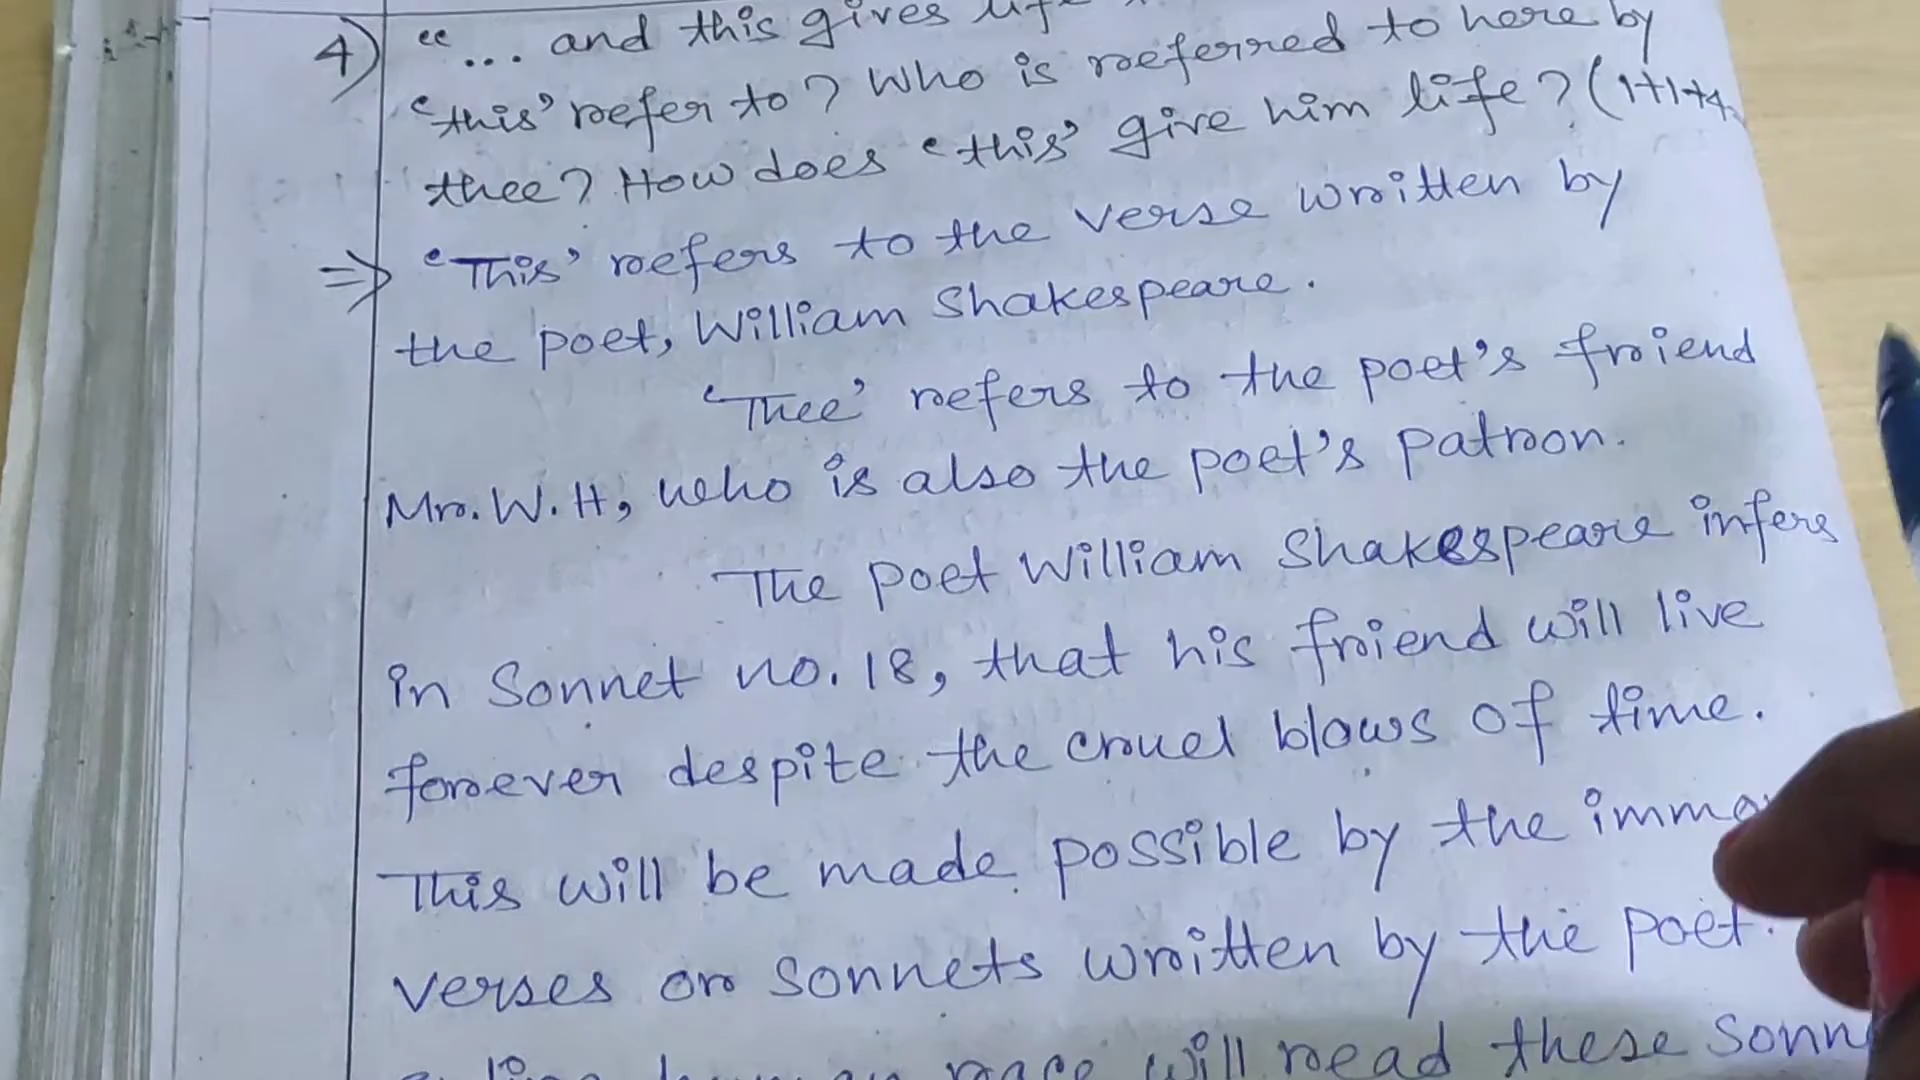 4) "... and this gives life
'this' refer to? Who is referred to here by
thee? How does 'this' give him life? (1+1+4
⇒ 'This' refers to the verse written by
the poet, William Shakespeare.
'Thee' refers to the poet's friend
Mr. W. H, who is also the poet's patron.
The poet William Shakespeare infers
in Sonnet no. 18, that his friend will live
forever despite the cruel blows of time.
This will be made possible by the immo
verses or sonnets written by the poet.
will read these Sonn